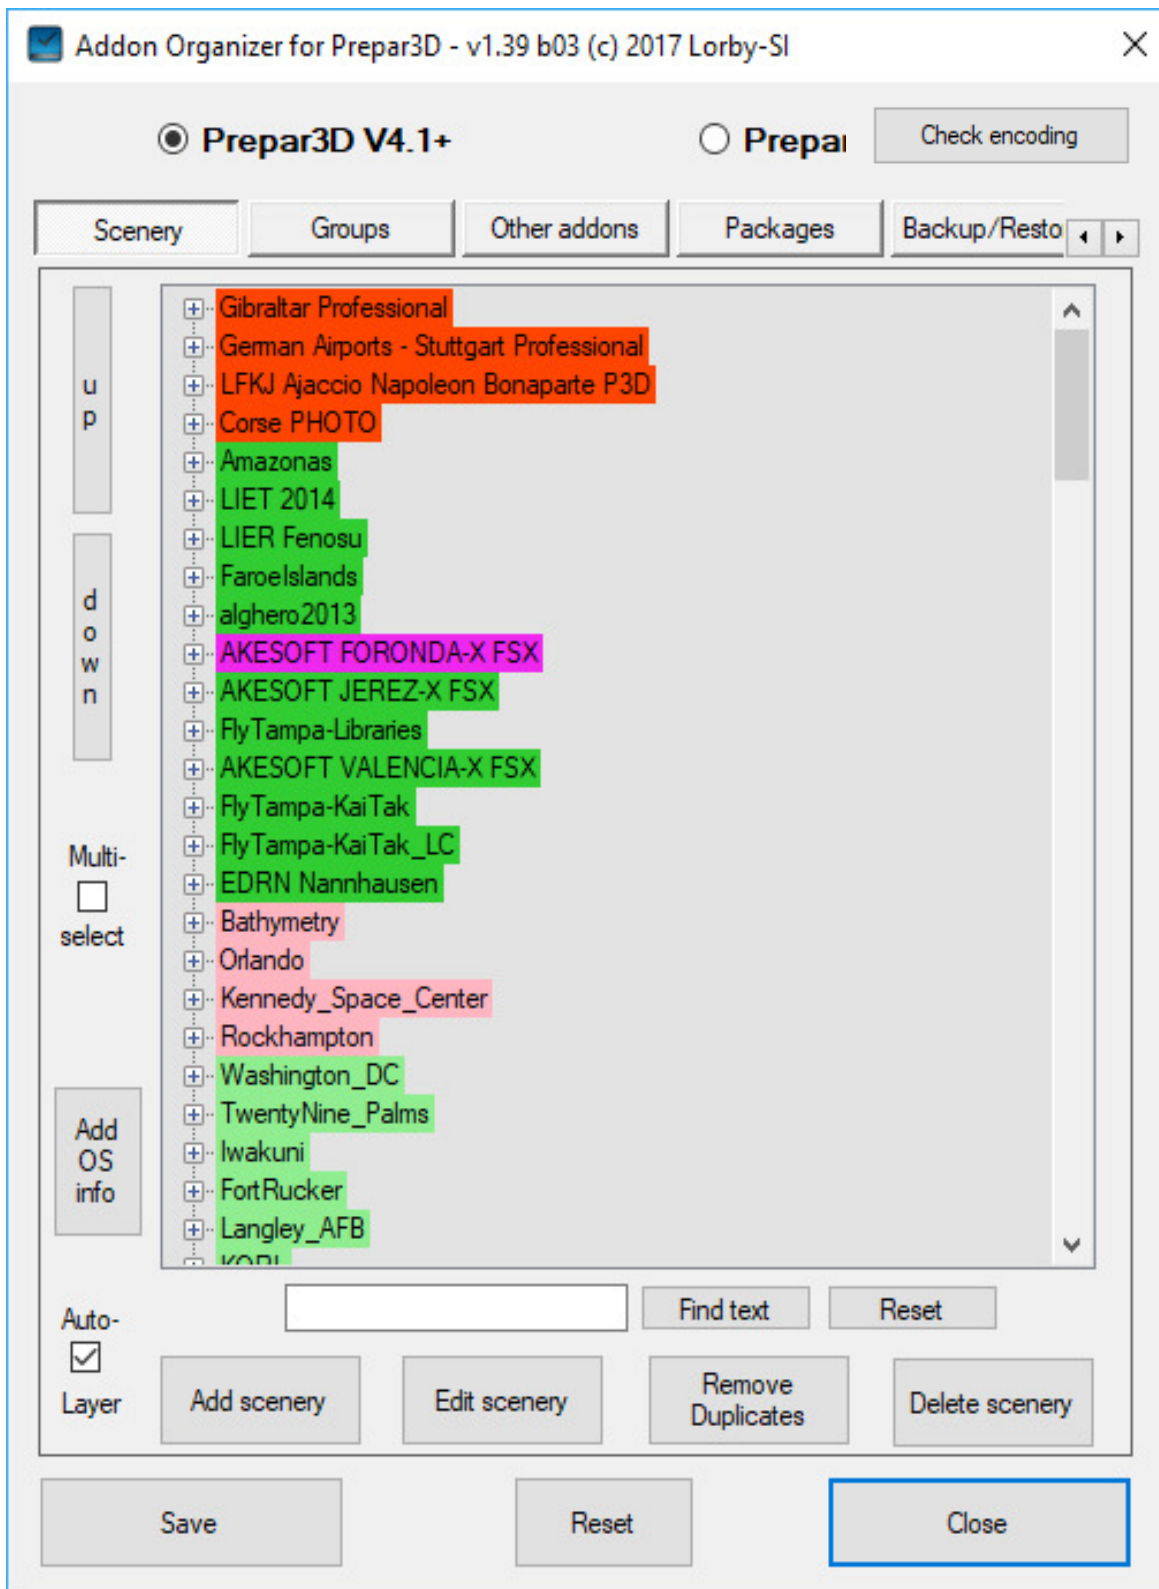 Addon Organizer for Prepar3D - v1.39 b03 (c) 2017 Lorby-SI
Prepar3D V4.1+
Prepar
Check encoding
Scenery
Groups
Other addons
Packages
Backup/Resto
up
down
Multi-
select
Add
OS
info
Auto-
Layer
Gibraltar Professional
German Airports - Stuttgart Professional
LFKJ Ajaccio Napoleon Bonaparte P3D
Corse PHOTO
Amazonas
LIET 2014
LIER Fenosu
FaroeIslands
alghero2013
AKESOFT FORONDA-X FSX
AKESOFT JEREZ-X FSX
FlyTampa-Libraries
AKESOFT VALENCIA-X FSX
FlyTampa-KaiTak
FlyTampa-KaiTak_LC
EDRN Nannhausen
Bathymetry
Orlando
Kennedy_Space_Center
Rockhampton
Washington_DC
TwentyNine_Palms
Iwakuni
FortRucker
Langley_AFB
Find text
Reset
Add scenery
Edit scenery
Remove
Duplicates
Delete scenery
Save
Reset
Close